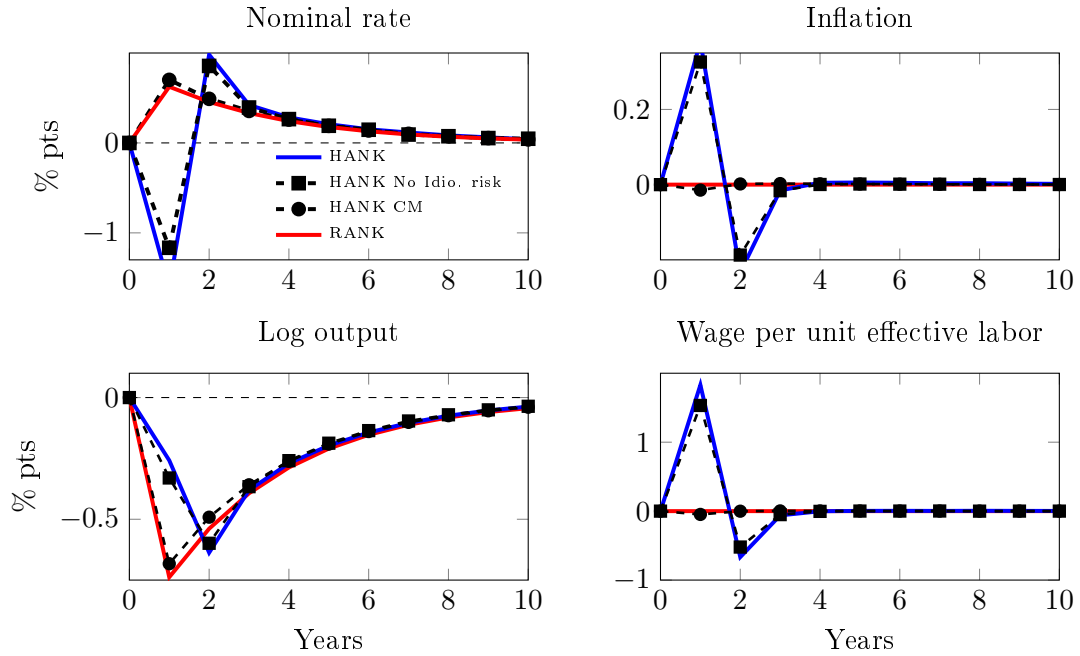 Nominal rate
% pts
−1
0 2 4 6 8 10
HANK
HANK No Idio. risk
HANK CM
RANK
Inflation
0.2
0
0 2 4 6 8 10
Log output
% pts
0
−0.5
0 2 4 6 8 10
Years
Wage per unit effective labor
1
0
−1
0 2 4 6 8 10
Years